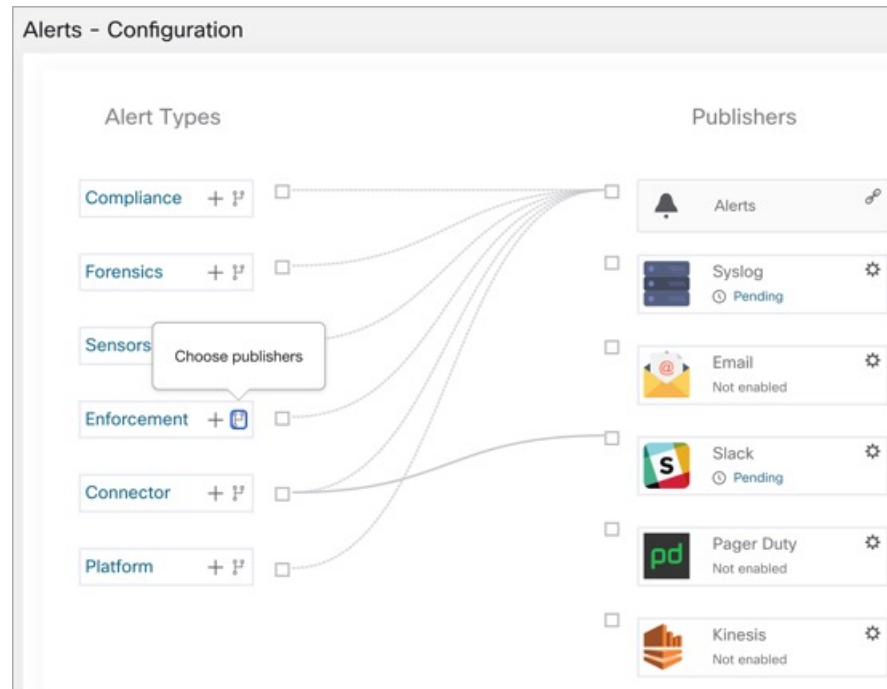 Alerts - Configuration
Alert Types
Publishers
Compliance
Forensics
Sensors
Choose publishers
Enforcement
Connector
Platform
Alerts
Syslog
Pending
@
Email
Not enabled
S
Slack
Pending
pd
Pager Duty
Not enabled
Kinesis
Not enabled